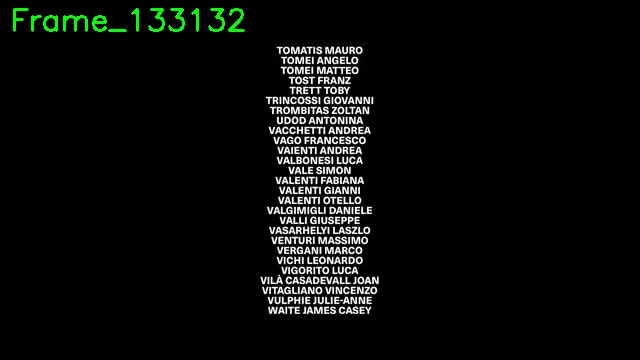 Frame_133132
TOMATIS MAURO
TOMEI ANGELO
TOMEI MATTEO
TOST FRANZ
TRETT TOBY
TRINCOSSI GIOVANNI
TROMBITAS ZOLTAN
UDOD ANTONINA
VACCHETTI ANDREA
VAGO FRANCESCO
VAIENTI ANDREA
VALBONESI LUCA
VALE SIMON
VALENTI FABIANA
VALENTI GIANNI
VALENTI OTELLO
VALGIMIGLI DANIELE
VALLI GIUSEPPE
VASARHELYI LASZLO
VENTURI MASSIMO
VERGANI MARCO
VICHI LEONARDO
VIGORITO LUCA
VILÀ CASADEVALL JOAN
VITAGLIANO VINCENZO
VULPHIE JULIE-ANNE
WAITE JAMES CASEY